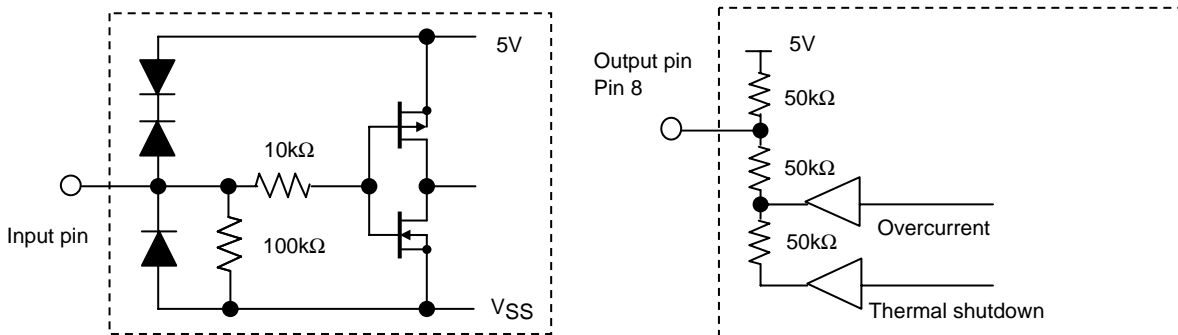 5V
10kΩ
Input pin
100kΩ
VSS
Output pin
Pin 8
5V
50kΩ
50kΩ
Overcurrent
50kΩ
Thermal shutdown